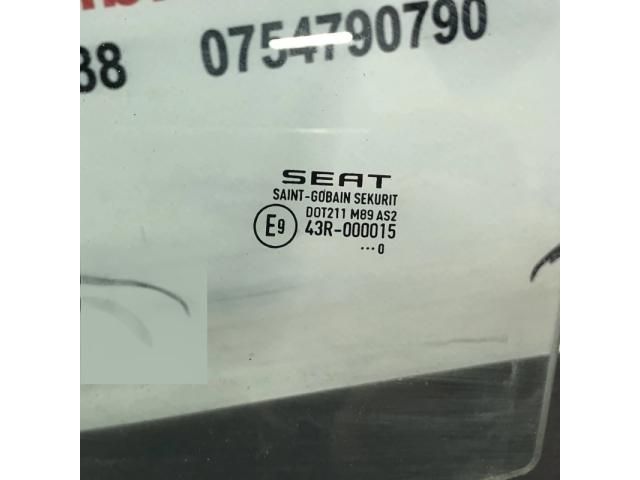 38 0754790790
SEAT
SAINT-GOBAIN SEKURIT
DOT211 M89 AS2
E9 43R-000015
...0